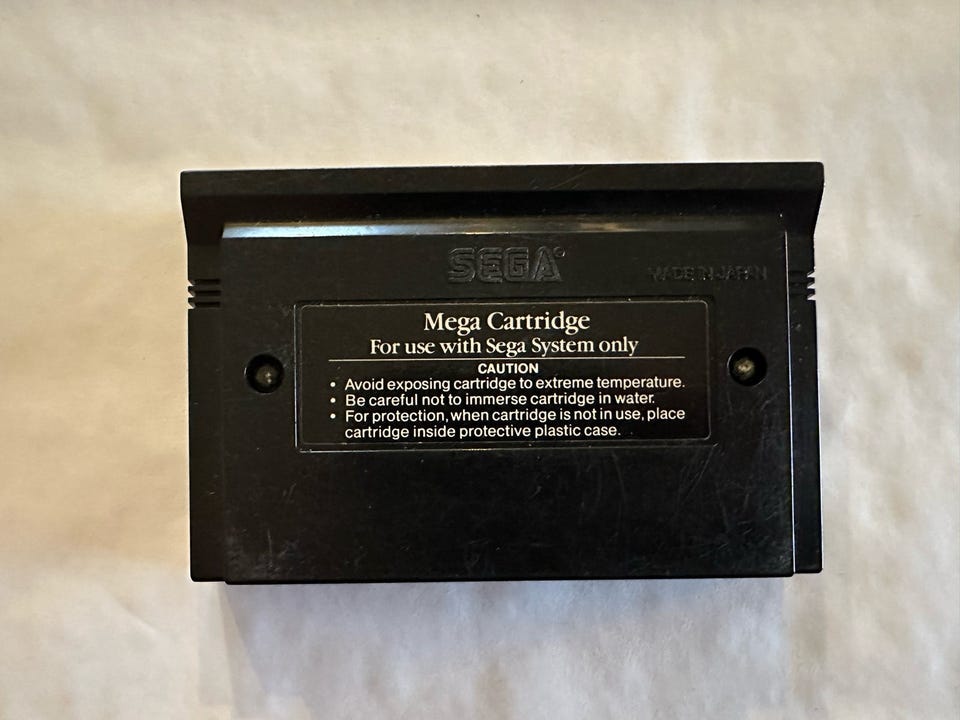 SEGA®
MADE IN JAPAN
Mega Cartridge
For use with Sega System only
CAUTION
• Avoid exposing cartridge to extreme temperature.
• Be careful not to immerse cartridge in water.
• For protection, when cartridge is not in use, place
cartridge inside protective plastic case.